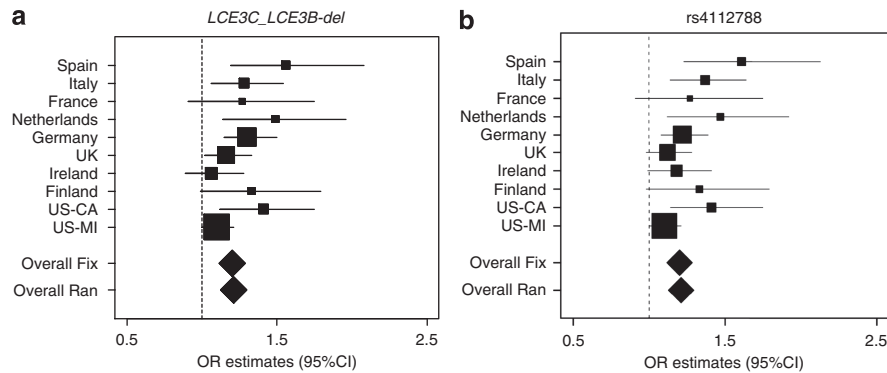 a
LCE3C_LCE3B-del
Spain
Italy
France
Netherlands
Germany
UK
Ireland
Finland
US-CA
US-MI
Overall Fix
Overall Ran
0.5
1.5
2.5
OR estimates (95%CI)
b
rs4112788
Spain
Italy
France
Netherlands
Germany
UK
Ireland
Finland
US-CA
US-MI
Overall Fix
Overall Ran
0.5
1.5
2.5
OR estimates (95%CI)